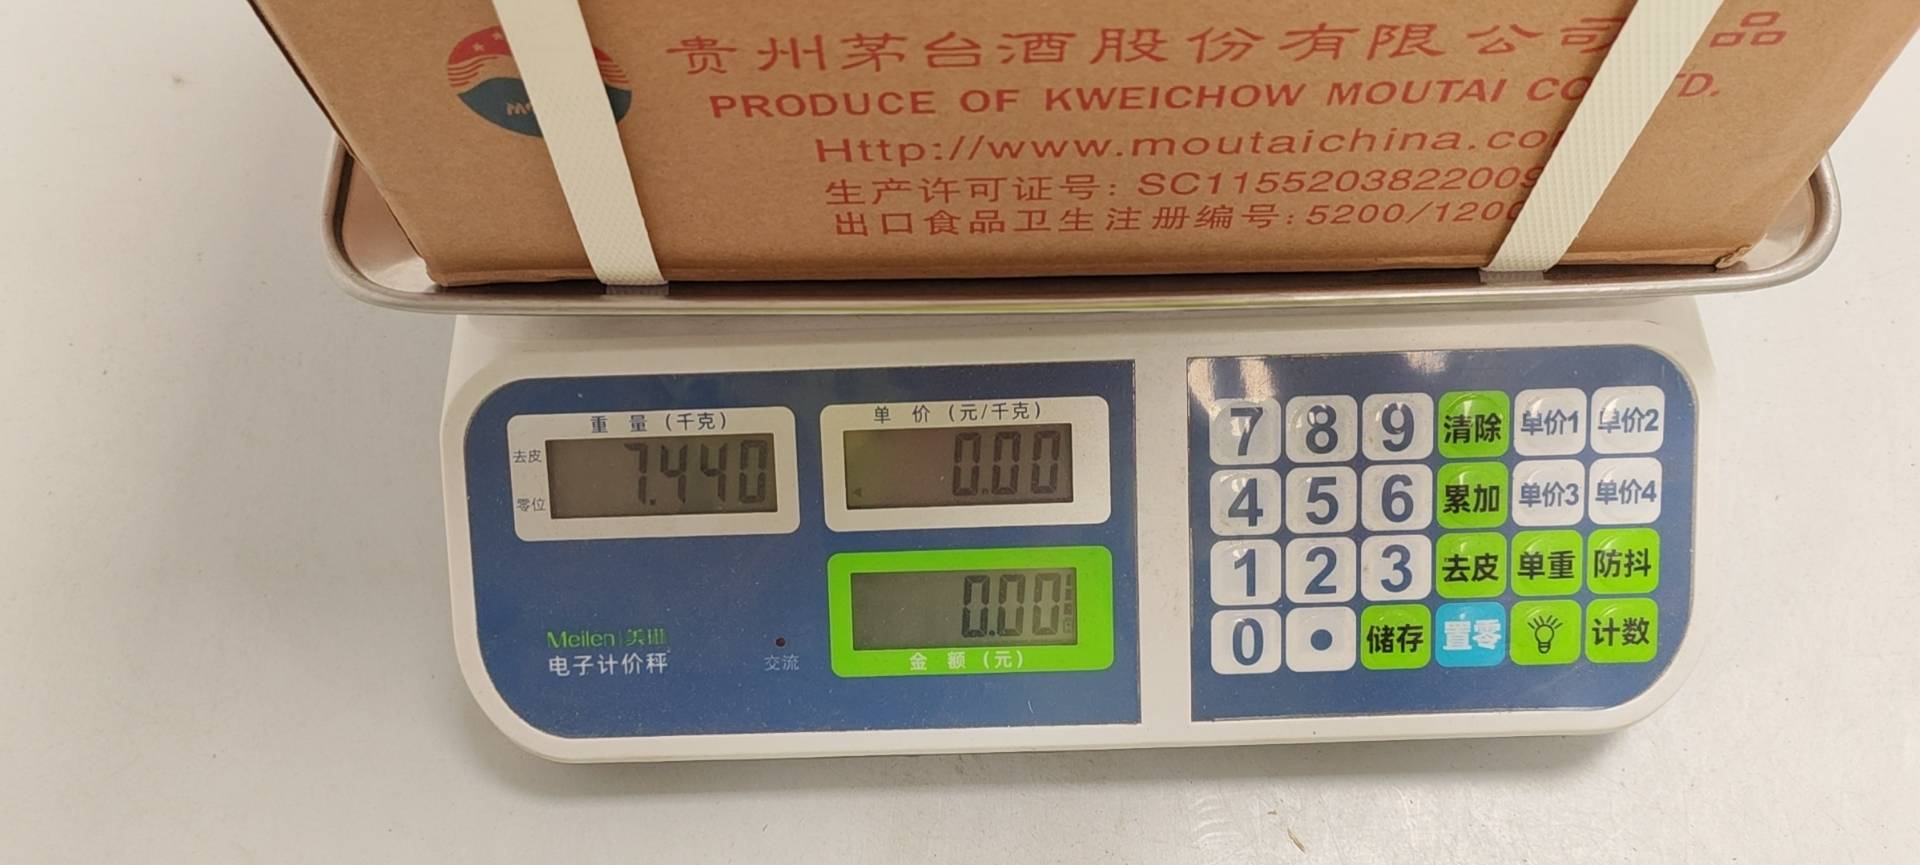 贵州茅台酒股份有限公司 品
PRODUCE OF KWEICHOW MOUTAI CO TD.
Http://www.moutaichina.co
生产许可证号: SC1155203822009
出口食品卫生注册编号:5200/1200
重 量 (千克)
去皮
零位
7.440
单 价 (元/千克)
0.00
0.00
金 额 (元)
Meilen 美
电子计价秤
交流
7 8 9 清除 单价1 单价2
4 5 6 累加 单价3 单价4
1 2 3 去皮 单重 防抖
0 • 储存 置零 计数